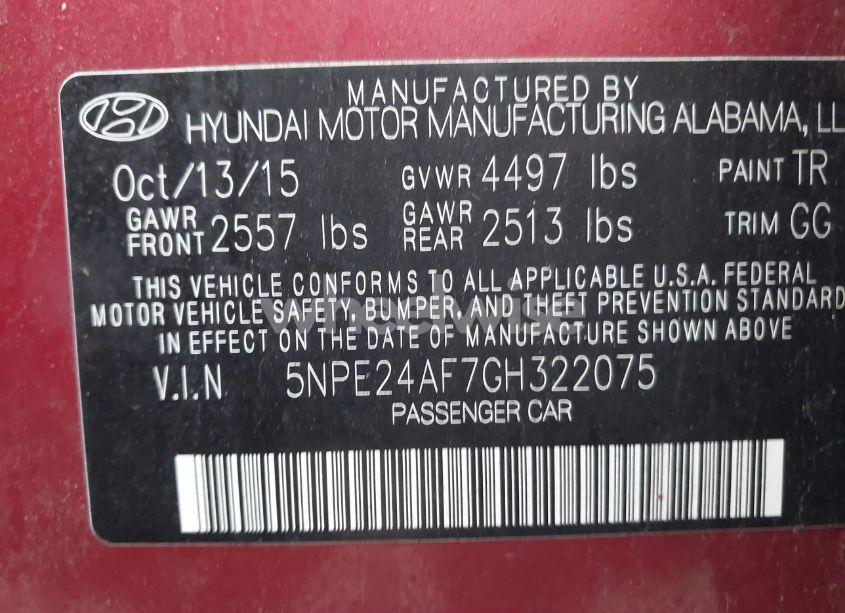 MANUFACTURED BY
HYUNDAI MOTOR MANUFACTURING ALABAMA, LL
Oct/13/15 GVWR 4497 lbs PAINT TR
GAWR FRONT 2557 lbs GAWR REAR 2513 lbs TRIM GG
THIS VEHICLE CONFORMS TO ALL APPLICABLE U.S.A. FEDERAL
MOTOR VEHICLE SAFETY, BUMPER, AND THEFT PREVENTION STANDARD
IN EFFECT ON THE DATE OF MANUFACTURE SHOWN ABOVE
V.I.N 5NPE24AF7GH322075
PASSENGER CAR